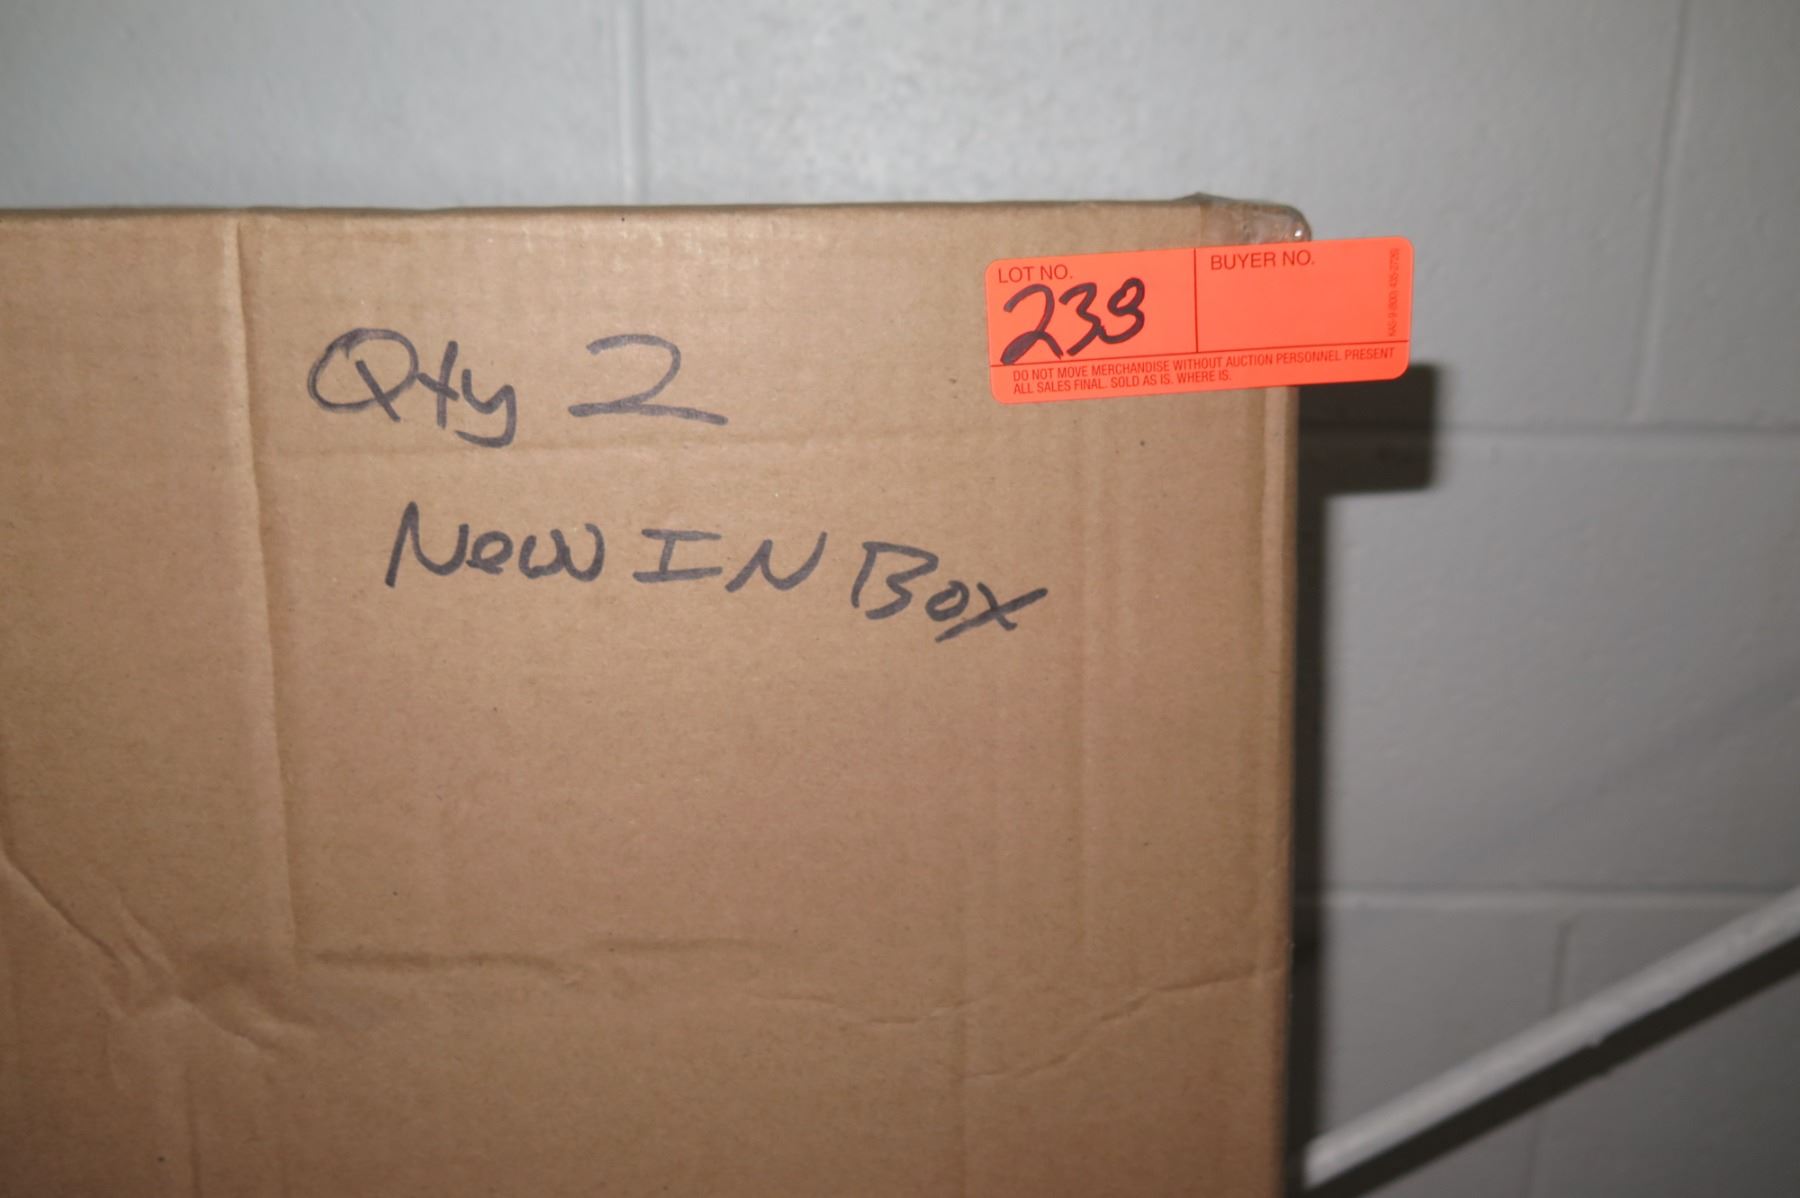 Qty 2
New IN Box
LOT NO.
BUYER NO.
238
DO NOT MOVE MERCHANDISE WITHOUT AUCTION PERSONNEL PRESENT
ALL SALES FINAL. SOLD AS IS. WHERE IS.